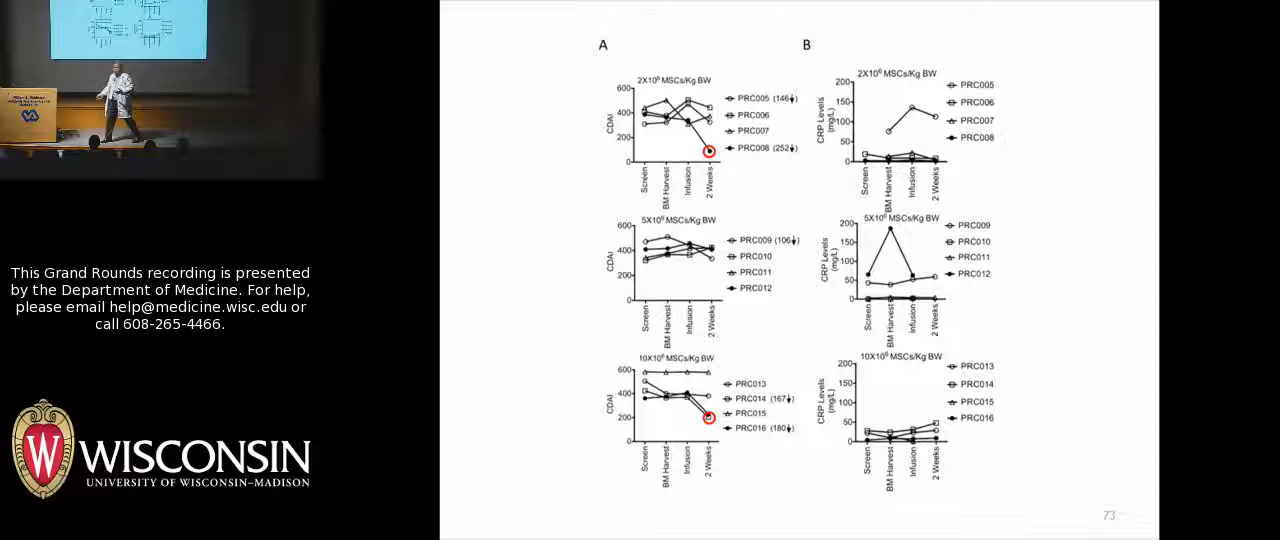 This Grand Rounds recording is presented
by the Department of Medicine. For help,
please email help@medicine.wisc.edu or
call 608-265-4466.
W
WISCONSIN
UNIVERSITY OF WISCONSIN–MADISON
A
2X10⁶ MSCs/Kg BW
CDAI
600
400
200
0
Screen
BM Harvest
Infusion
2 Weeks
PRC005 (146↓)
PRC006
PRC007
PRC008 (252↓)
5X10⁶ MSCs/Kg BW
CDAI
600
400
200
0
Screen
BM Harvest
Infusion
2 Weeks
PRC009 (106↓)
PRC010
PRC011
PRC012
10X10⁶ MSCs/Kg BW
CDAI
600
400
200
0
Screen
BM Harvest
Infusion
2 Weeks
PRC013
PRC014 (167↓)
PRC015
PRC016 (180↓)
B
2X10⁶ MSCs/Kg BW
CRP Levels
(mg/L)
200
150
100
50
0
Screen
BM Harvest
Infusion
2 Weeks
PRC005
PRC006
PRC007
PRC008
5X10⁶ MSCs/Kg BW
CRP Levels
(mg/L)
200
150
100
50
0
Screen
BM Harvest
Infusion
2 Weeks
PRC009
PRC010
PRC011
PRC012
10X10⁶ MSCs/Kg BW
CRP Levels
(mg/L)
200
150
100
50
0
Screen
BM Harvest
Infusion
2 Weeks
PRC013
PRC014
PRC015
PRC016
73